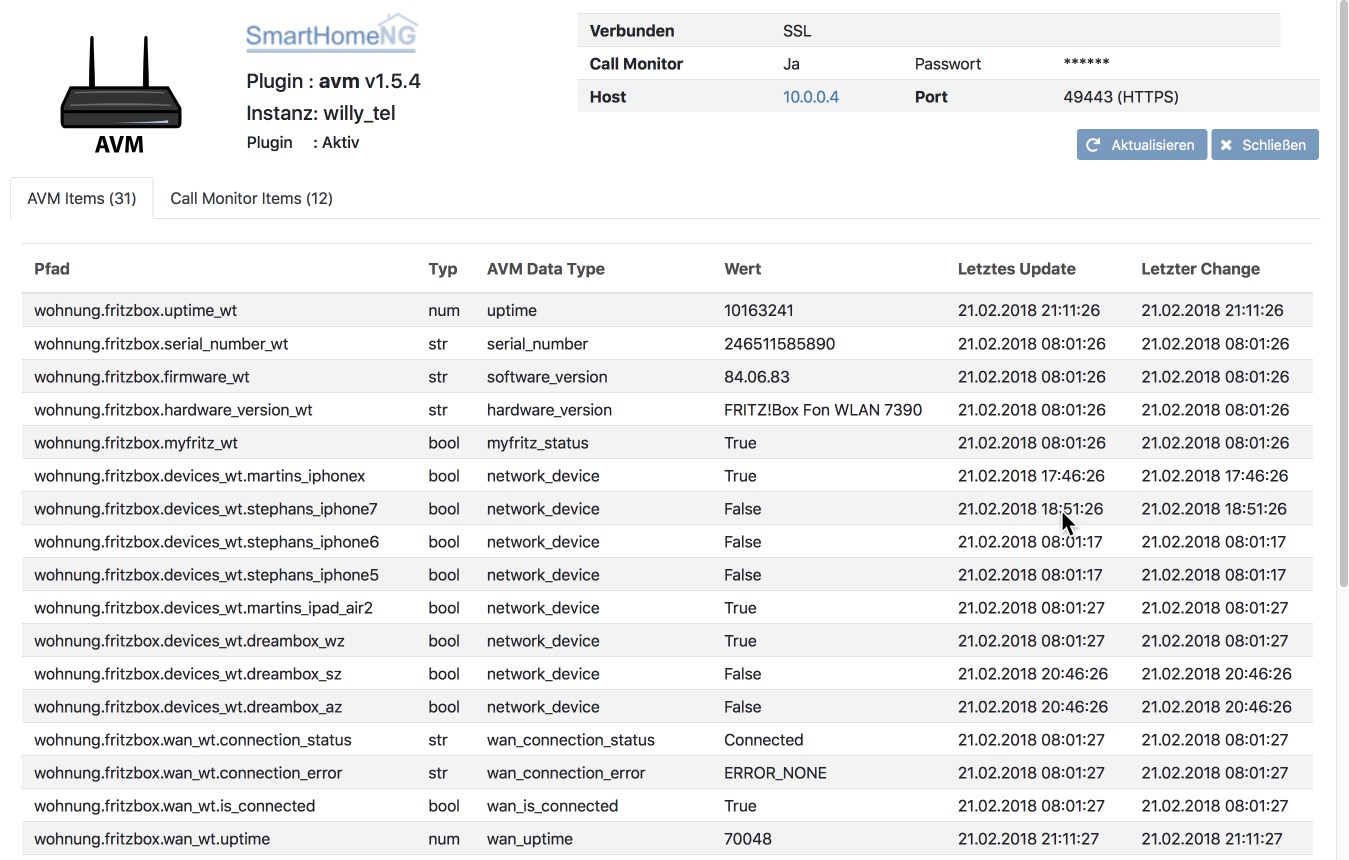 AVM
SmartHomeNG
Plugin : avm v1.5.4
Instanz: willy_tel
Plugin : Aktiv
Verbunden SSL
Call Monitor Ja Passwort ******
Host 10.0.0.4 Port 49443 (HTTPS)
Aktualisieren Schließen
AVM Items (31) Call Monitor Items (12)
Pfad Typ AVM Data Type Wert Letztes Update Letzter Change
wohnung.fritzbox.uptime_wt num uptime 10163241 21.02.2018 21:11:26 21.02.2018 21:11:26
wohnung.fritzbox.serial_number_wt str serial_number 246511585890 21.02.2018 08:01:26 21.02.2018 08:01:26
wohnung.fritzbox.firmware_wt str software_version 84.06.83 21.02.2018 08:01:26 21.02.2018 08:01:26
wohnung.fritzbox.hardware_version_wt str hardware_version FRITZ!Box Fon WLAN 7390 21.02.2018 08:01:26 21.02.2018 08:01:26
wohnung.fritzbox.myfritz_wt bool myfritz_status True 21.02.2018 08:01:26 21.02.2018 08:01:26
wohnung.fritzbox.devices_wt.martins_iphonex bool network_device True 21.02.2018 17:46:26 21.02.2018 17:46:26
wohnung.fritzbox.devices_wt.stephans_iphone7 bool network_device False 21.02.2018 18:51:26 21.02.2018 18:51:26
wohnung.fritzbox.devices_wt.stephans_iphone6 bool network_device False 21.02.2018 08:01:17 21.02.2018 08:01:17
wohnung.fritzbox.devices_wt.stephans_iphone5 bool network_device False 21.02.2018 08:01:17 21.02.2018 08:01:17
wohnung.fritzbox.devices_wt.martins_ipad_air2 bool network_device True 21.02.2018 08:01:27 21.02.2018 08:01:27
wohnung.fritzbox.devices_wt.dreambox_wz bool network_device True 21.02.2018 08:01:27 21.02.2018 08:01:27
wohnung.fritzbox.devices_wt.dreambox_sz bool network_device False 21.02.2018 20:46:26 21.02.2018 20:46:26
wohnung.fritzbox.devices_wt.dreambox_az bool network_device False 21.02.2018 20:46:26 21.02.2018 20:46:26
wohnung.fritzbox.wan_wt.connection_status str wan_connection_status Connected 21.02.2018 08:01:27 21.02.2018 08:01:27
wohnung.fritzbox.wan_wt.connection_error str wan_connection_error ERROR_NONE 21.02.2018 08:01:27 21.02.2018 08:01:27
wohnung.fritzbox.wan_wt.is_connected bool wan_is_connected True 21.02.2018 08:01:27 21.02.2018 08:01:27
wohnung.fritzbox.wan_wt.uptime num wan_uptime 70048 21.02.2018 21:11:27 21.02.2018 21:11:27